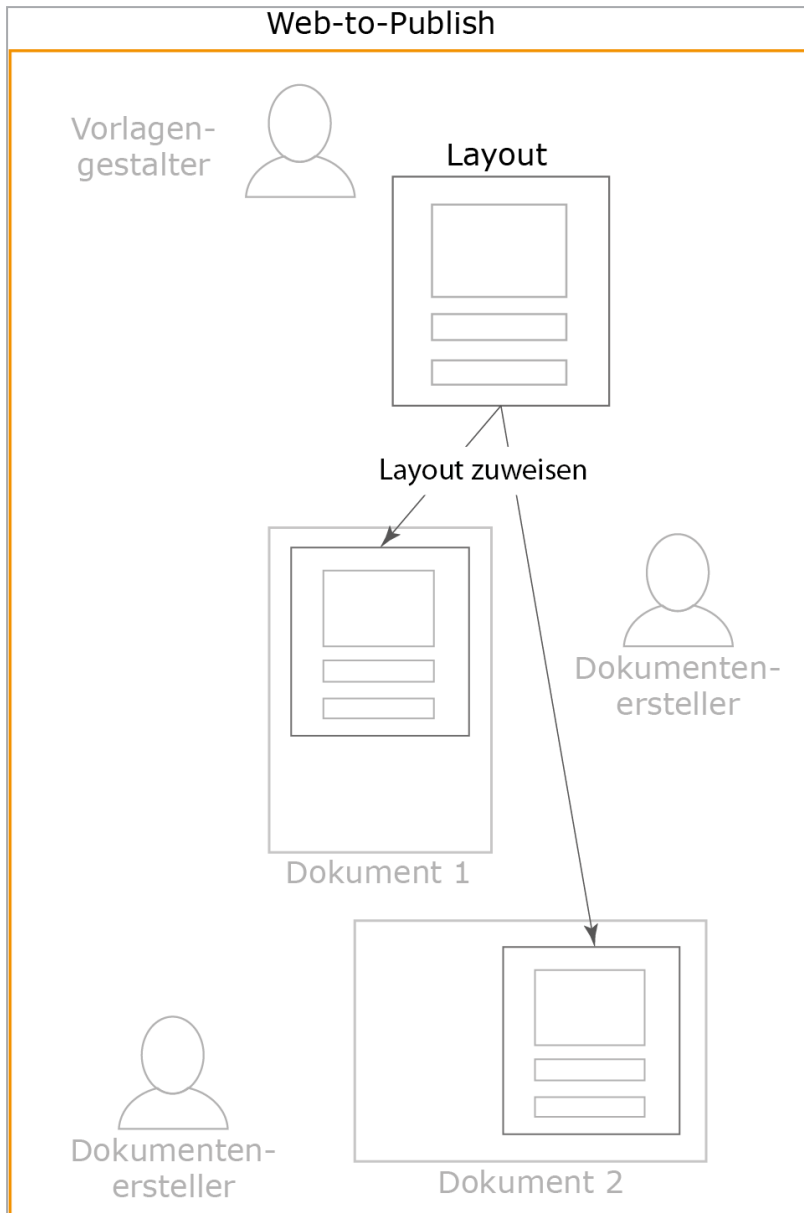 Web-to-Publish
Vorlagen-
gestalter
Layout
Layout zuweisen
Dokumenten-
ersteller
Dokument 1
Dokumenten-
ersteller
Dokument 2